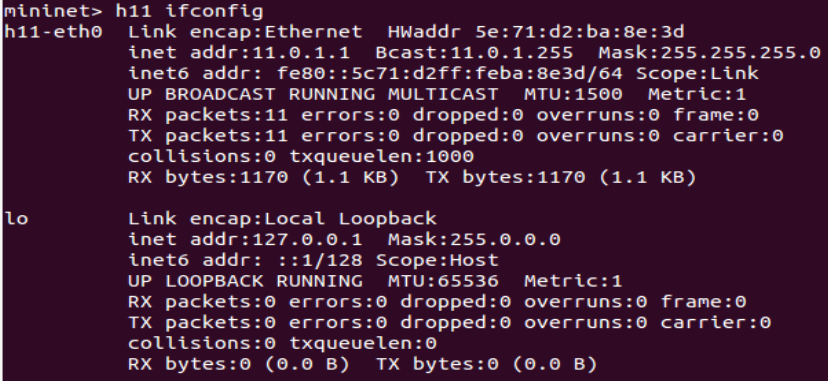 mininet> h11 ifconfig
h11-eth0  Link encap:Ethernet  HWaddr 5e:71:d2:ba:8e:3d
          inet addr:11.0.1.1  Bcast:11.0.1.255  Mask:255.255.255.0
          inet6 addr: fe80::5c71:d2ff:feba:8e3d/64 Scope:Link
          UP BROADCAST RUNNING MULTICAST  MTU:1500  Metric:1
          RX packets:11 errors:0 dropped:0 overruns:0 frame:0
          TX packets:11 errors:0 dropped:0 overruns:0 carrier:0
          collisions:0 txqueuelen:1000
          RX bytes:1170 (1.1 KB)  TX bytes:1170 (1.1 KB)

lo        Link encap:Local Loopback
          inet addr:127.0.0.1  Mask:255.0.0.0
          inet6 addr: ::1/128 Scope:Host
          UP LOOPBACK RUNNING  MTU:65536  Metric:1
          RX packets:0 errors:0 dropped:0 overruns:0 frame:0
          TX packets:0 errors:0 dropped:0 overruns:0 carrier:0
          collisions:0 txqueuelen:0
          RX bytes:0 (0.0 B)  TX bytes:0 (0.0 B)